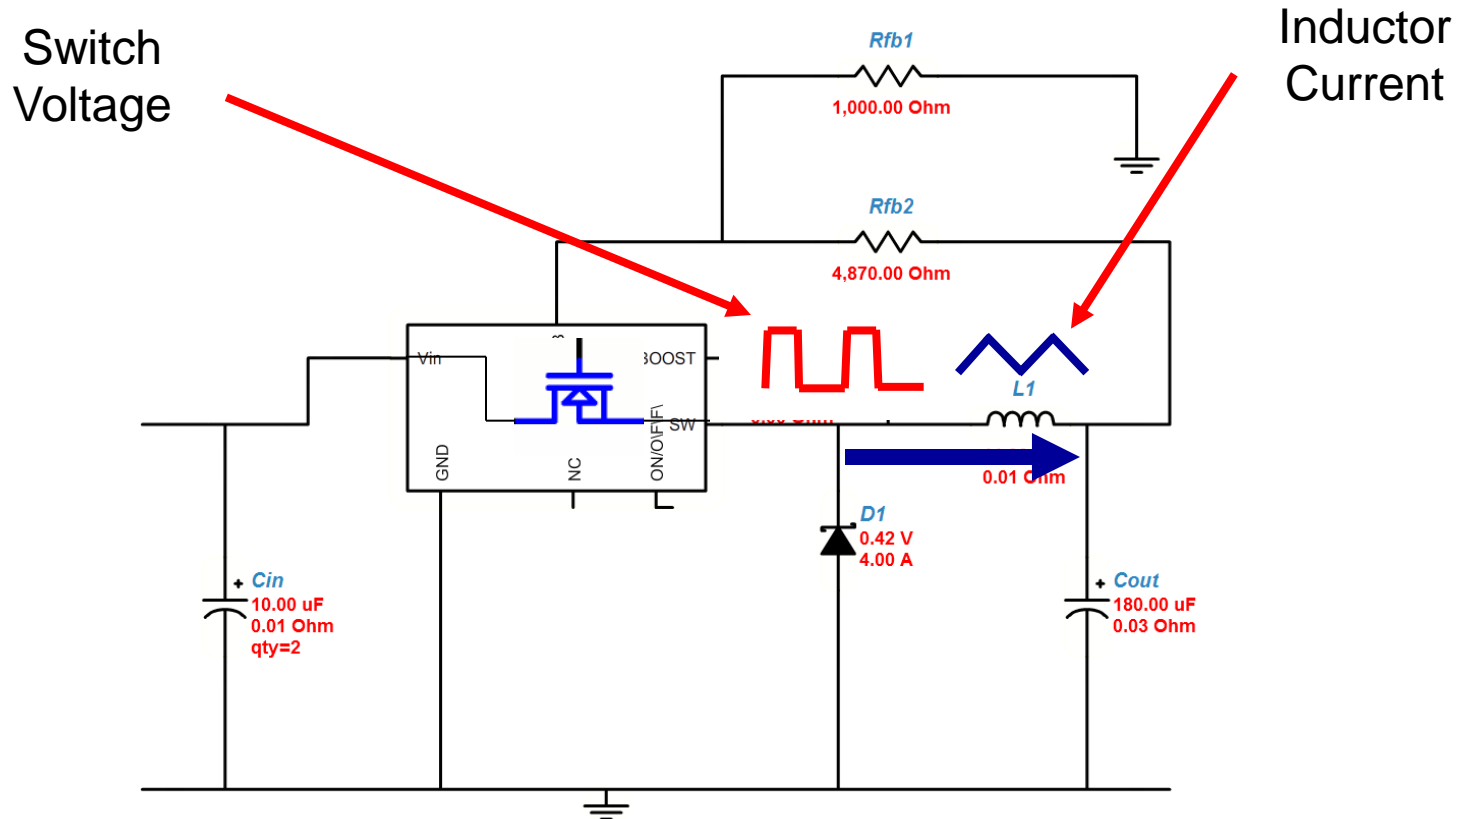 Switch
Voltage
Inductor
Current
Rfb1
1,000.00 Ohm
Rfb2
4,870.00 Ohm
Vin
BOOST
SW
GND
NC
ON/O\F\F\
L1
0.01 Ohm
D1
0.42 V
4.00 A
+ Cin
10.00 uF
0.01 Ohm
qty=2
+ Cout
180.00 uF
0.03 Ohm